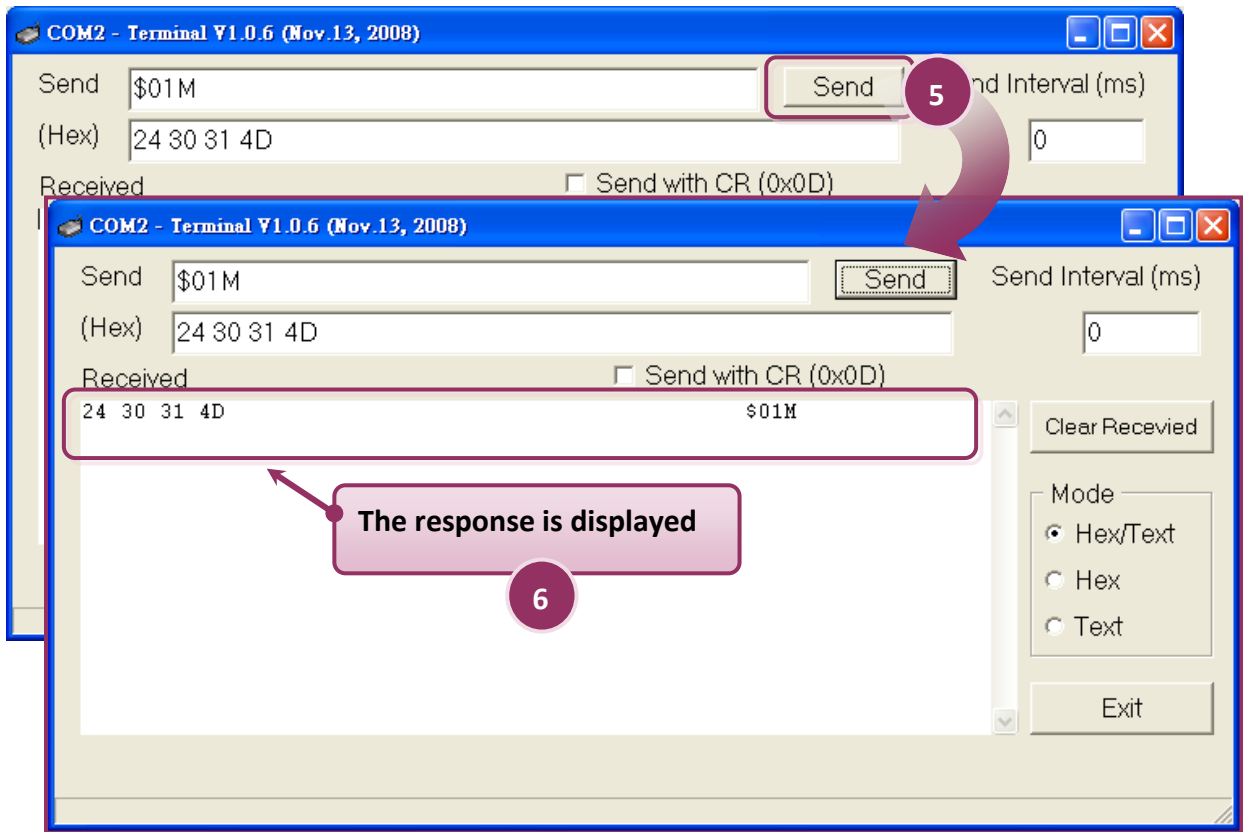 COM2 - Terminal V1.0.6 (Nov.13, 2008)
Send $01M Send 5 nd Interval (ms)
(Hex) 24 30 31 4D 0
Received Send with CR (0x0D)
COM2 - Terminal V1.0.6 (Nov.13, 2008)
Send $01M Send Send Interval (ms)
(Hex) 24 30 31 4D 0
Received Send with CR (0x0D)
24 30 31 4D $01M
Clear Recevied
The response is displayed
6
Mode
Hex/Text
Hex
Text
Exit